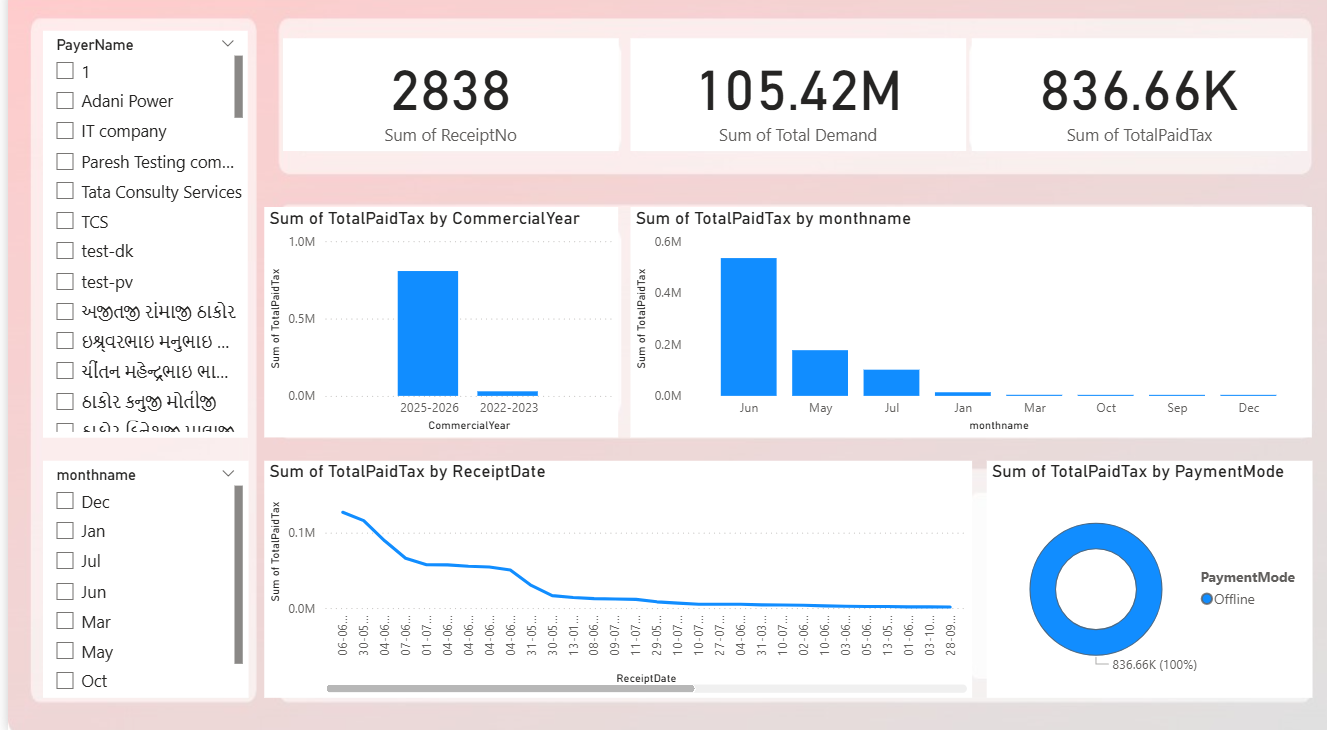 PayerName
1
Adani Power
IT company
Paresh Testing com...
Tata Consulty Services
TCS
test-dk
test-pv
અજીતજી રાંમાજી ઠાકોર
ઇશ્વરભાઇ મનુભાઇ ...
ચીંતન મહેન્દ્રભાઇ ભા...
ઠાકોર કનુજી મોતીજી
monthname
Dec
Jan
Jul
Jun
Mar
May
Oct
2838
Sum of ReceiptNo
105.42M
Sum of Total Demand
836.66K
Sum of TotalPaidTax
Sum of TotalPaidTax by CommercialYear
Sum of TotalPaidTax
1.0M
0.5M
0.0M
2025-2026 2022-2023
CommercialYear
Sum of TotalPaidTax by monthname
Sum of TotalPaidTax
0.6M
0.4M
0.2M
0.0M
Jun May Jul Jan Mar Oct Sep Dec
monthname
Sum of TotalPaidTax by ReceiptDate
Sum of TotalPaidTax
0.1M
0.0M
06-06...
30-05...
04-06...
07-06...
01-07...
04-06...
04-06...
04-06...
04-06...
31-05...
30-05...
13-01...
08-06...
09-07...
11-07...
29-05...
10-07...
10-07...
27-07...
04-06...
31-03...
10-07...
02-06...
10-06...
03-06...
05-06...
13-05...
01-06...
03-10...
28-09...
ReceiptDate
Sum of TotalPaidTax by PaymentMode
PaymentMode
Offline
836.66K (100%)